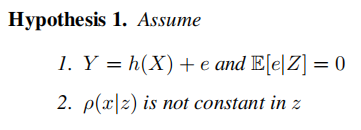 Hypothesis 1. Assume
1. Y = h(X) + e and 𝔼[e|Z] = 0
2. ρ(x|z) is not constant in z